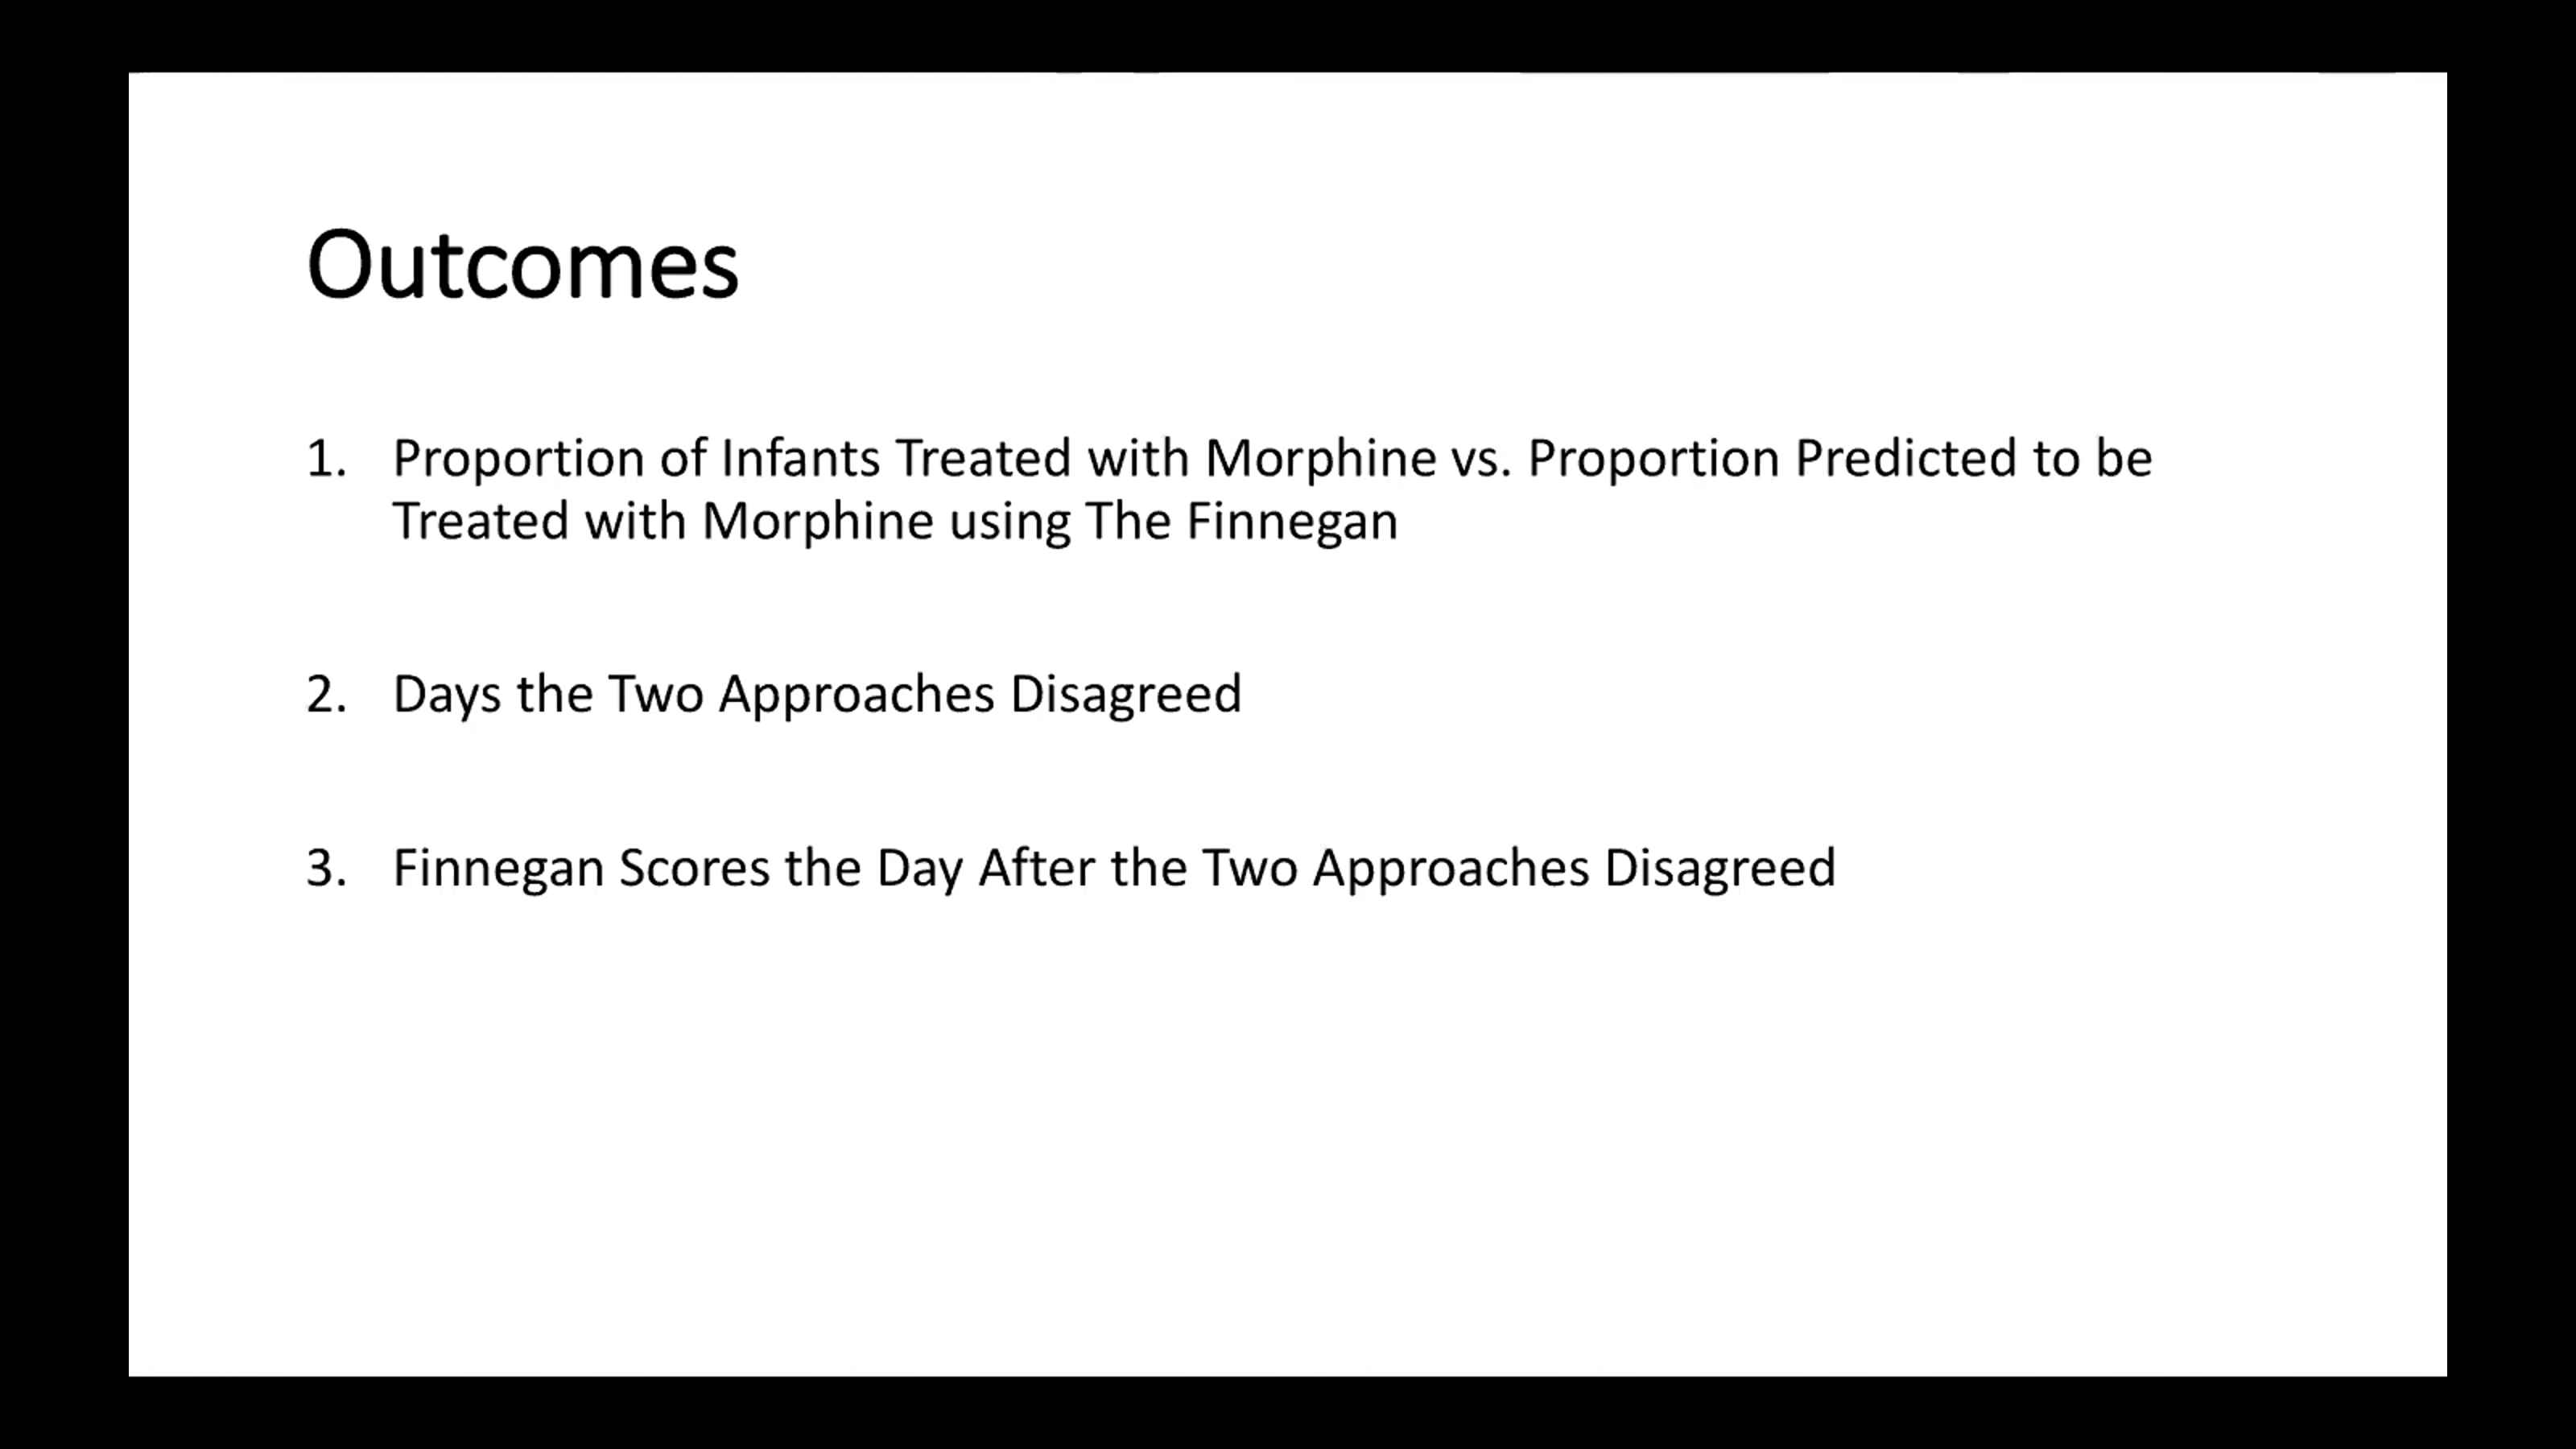 Outcomes
1. Proportion of Infants Treated with Morphine vs. Proportion Predicted to be
Treated with Morphine using The Finnegan
2. Days the Two Approaches Disagreed
3. Finnegan Scores the Day After the Two Approaches Disagreed